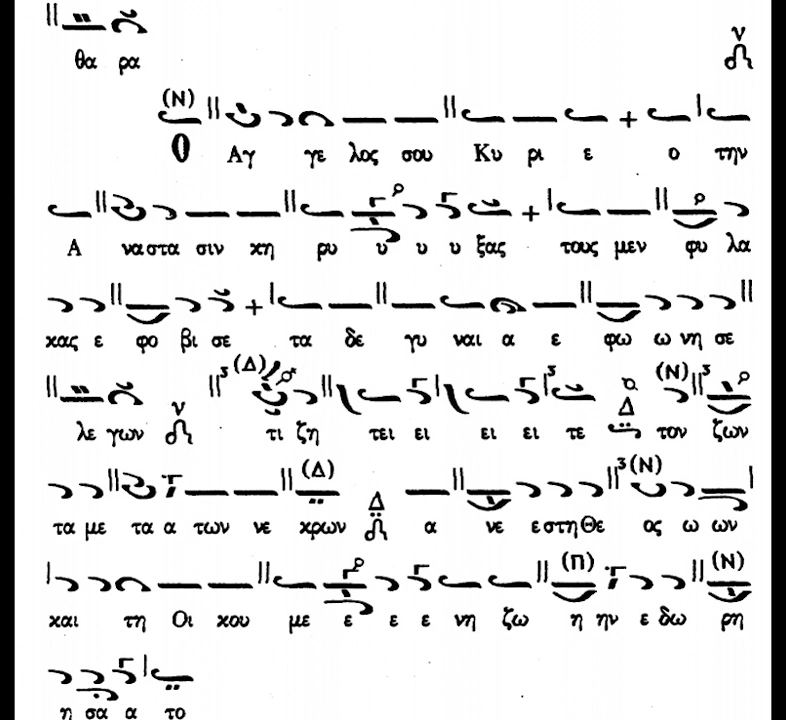 θα ρα ν
(Ν)
Ο Αγ γε λος σου Κυ ρι ε ο την
Α να στα σιν κη ρυ υ υ υ ξας τους μεν φυ λα
κας ε φο βι σε τα δε γυ ναι α ε φω ω νη σε
(Δ) Δ (Ν)
λε γων ν τι ζη τει ει ει ει τε τον ζων
(Δ) Δ (Ν)
τα με τα α των νε κρων α νε ε στη Θε ος ω ων
(Π) (Ν)
και τη Οι κου με ε ε ε νη ζω η ην ε δω ρη
η σα α το